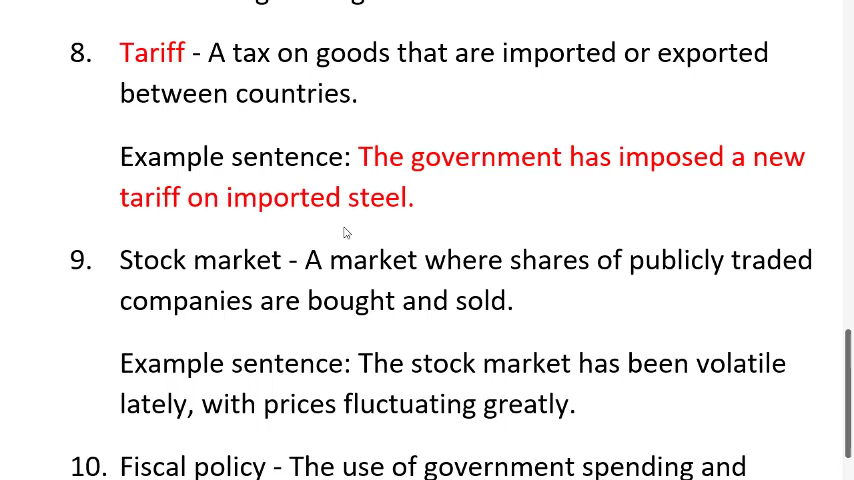 8. Tariff - A tax on goods that are imported or exported
between countries.
Example sentence: The government has imposed a new
tariff on imported steel.
9. Stock market - A market where shares of publicly traded
companies are bought and sold.
Example sentence: The stock market has been volatile
lately, with prices fluctuating greatly.
10. Fiscal policy - The use of government spending and